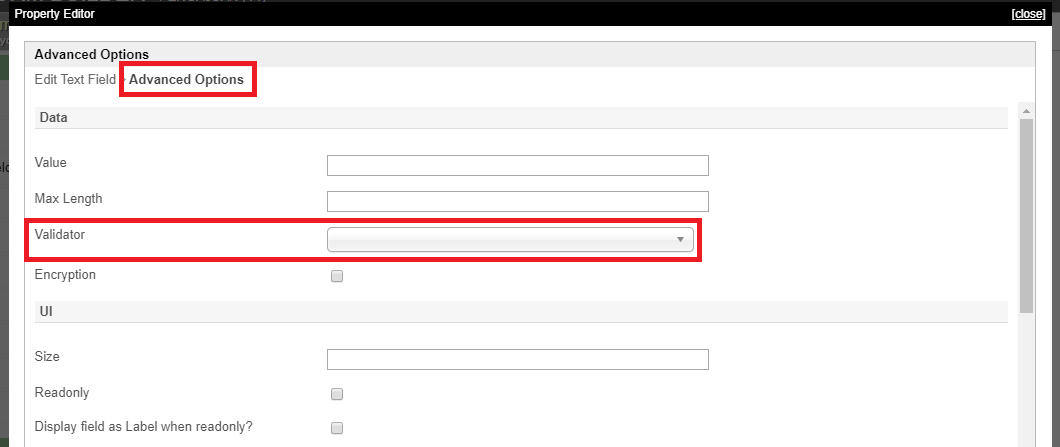 Property Editor
[close]
Advanced Options
Edit Text Field Advanced Options
Data
Value
Max Length
Validator
Encryption
UI
Size
Readonly
Display field as Label when readonly?